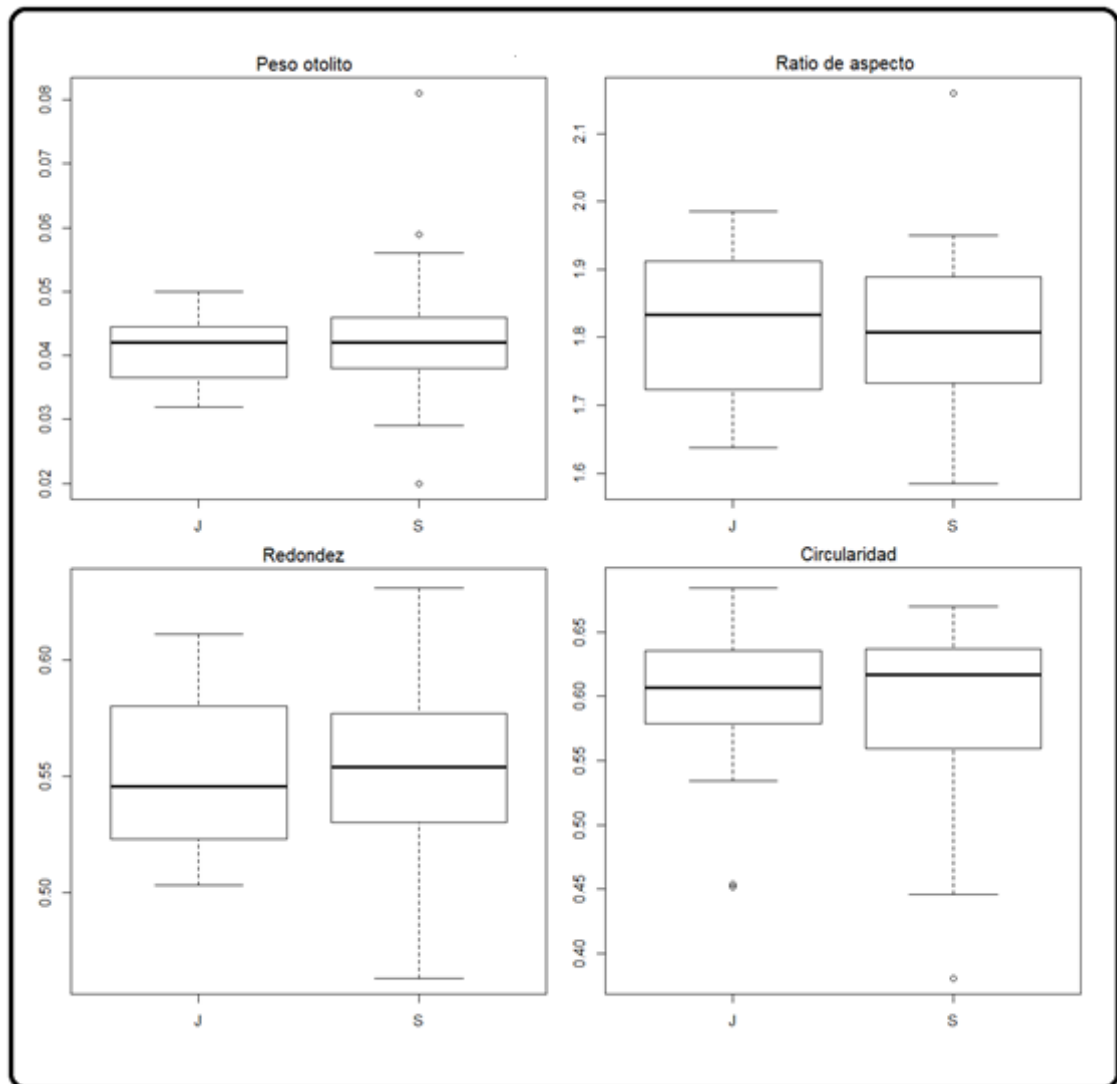 Peso otolito
0.08
0.07
0.06
0.05
0.04
0.03
0.02
J S
Ratio de aspecto
2.1
2.0
1.9
1.8
1.7
1.6
J S
Redondez
0.60
0.55
0.50
J S
Circularidad
0.65
0.60
0.55
0.50
0.45
0.40
J S